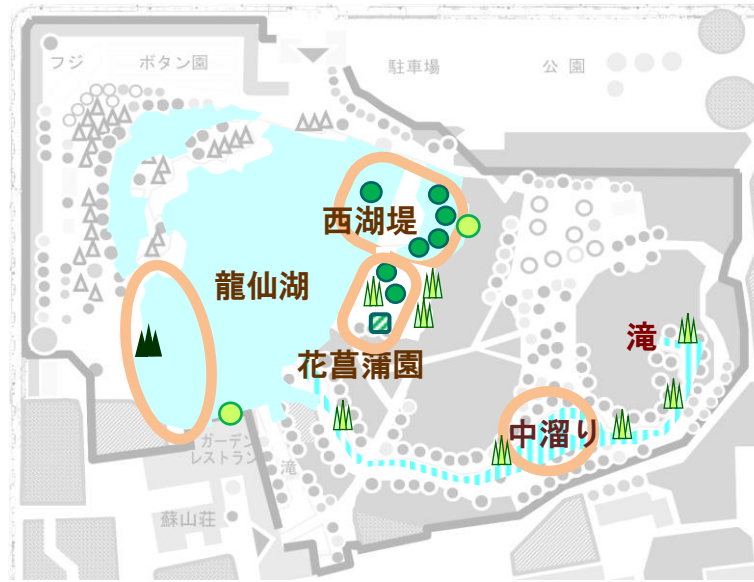 フジ
ボタン園
駐車場
公園
西湖堤
龍仙湖
花菖蒲園
滝
中溜り
ガーデン
レストラン
滝
蘇山荘